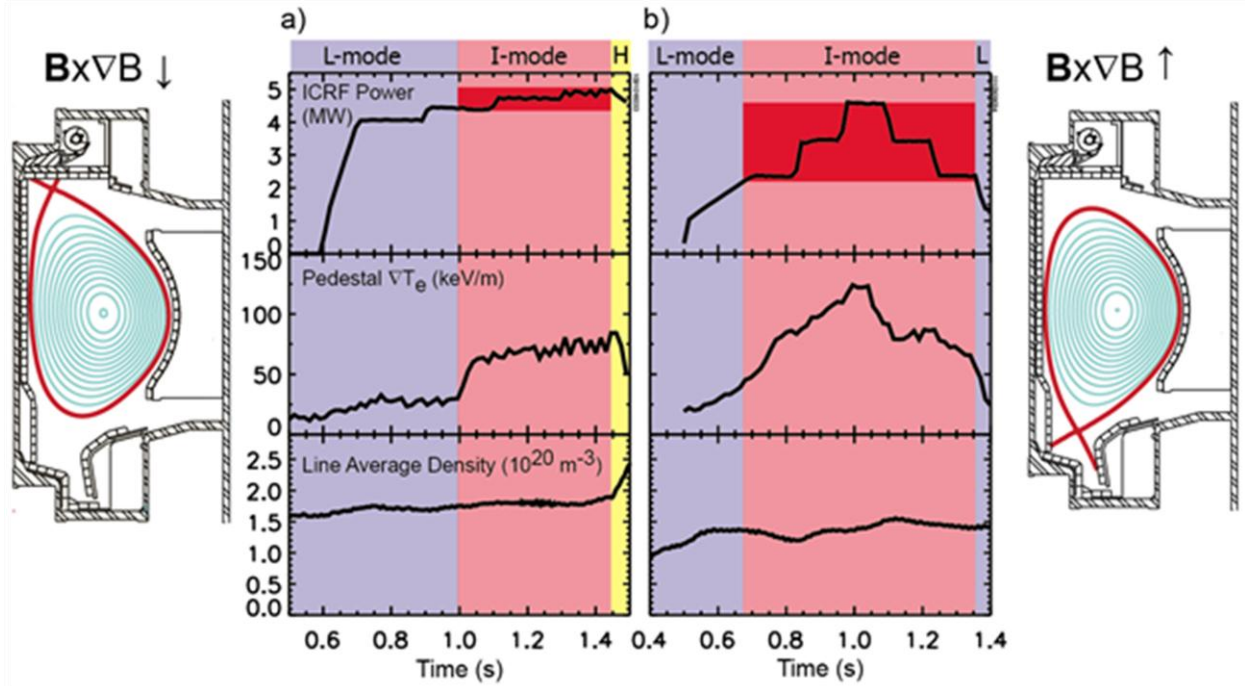 a)
b)
Bx∇B ↓
L-mode
I-mode
H
L-mode
I-mode
L
Bx∇B ↑
ICRF Power
(MW)
5
4
3
2
1
0
Pedestal ∇Te (keV/m)
150
100
50
0
Line Average Density (10^20 m^-3)
2.5
2.0
1.5
1.0
0.5
0.0
0.6 0.8 1.0 1.2 1.4
Time (s)
0.4 0.6 0.8 1.0 1.2 1.4
Time (s)